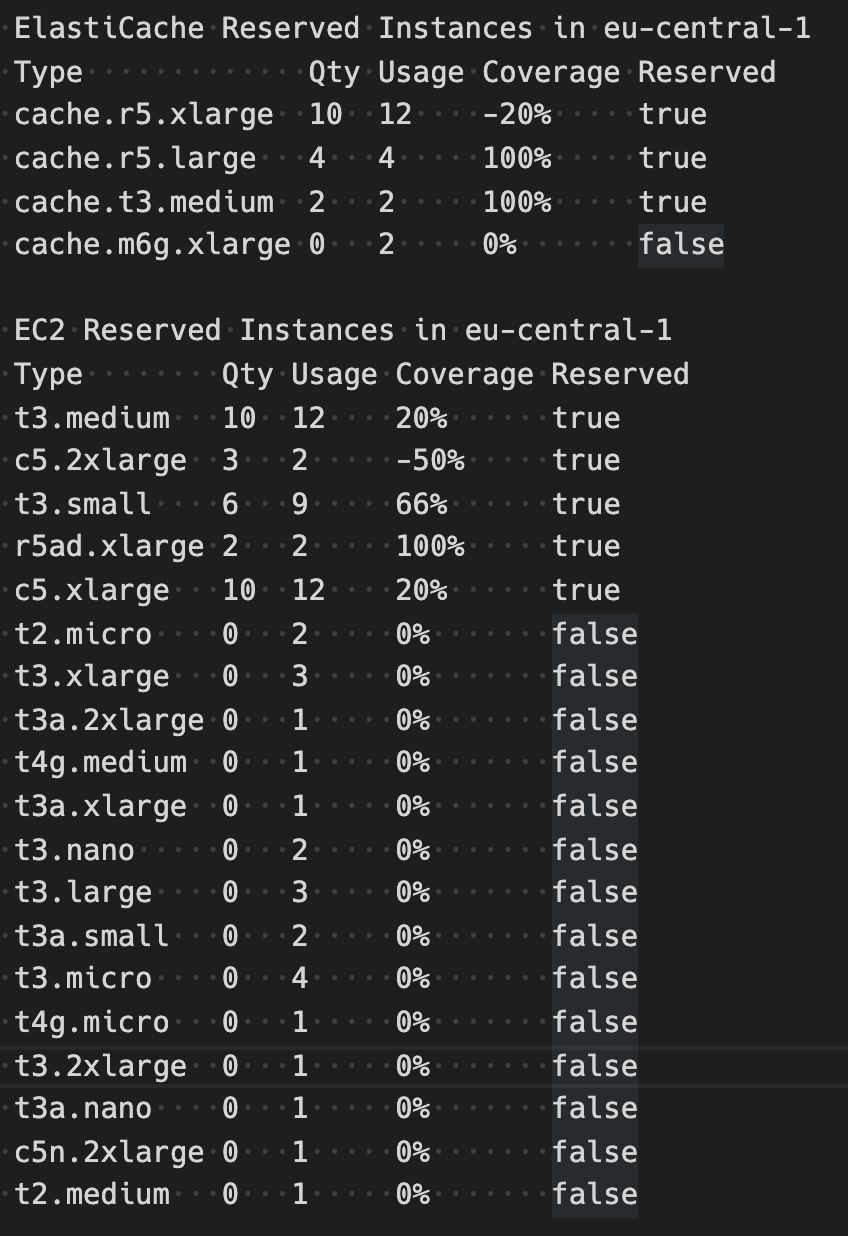 ElastiCache Reserved Instances in eu-central-1
Type Qty Usage Coverage Reserved
cache.r5.xlarge 10 12 -20% true
cache.r5.large 4 4 100% true
cache.t3.medium 2 2 100% true
cache.m6g.xlarge 0 2 0% false

EC2 Reserved Instances in eu-central-1
Type Qty Usage Coverage Reserved
t3.medium 10 12 20% true
c5.2xlarge 3 2 -50% true
t3.small 6 9 66% true
r5ad.xlarge 2 2 100% true
c5.xlarge 10 12 20% true
t2.micro 0 2 0% false
t3.xlarge 0 3 0% false
t3a.2xlarge 0 1 0% false
t4g.medium 0 1 0% false
t3a.xlarge 0 1 0% false
t3.nano 0 2 0% false
t3.large 0 3 0% false
t3a.small 0 2 0% false
t3.micro 0 4 0% false
t4g.micro 0 1 0% false
t3.2xlarge 0 1 0% false
t3a.nano 0 1 0% false
c5n.2xlarge 0 1 0% false
t2.medium 0 1 0% false